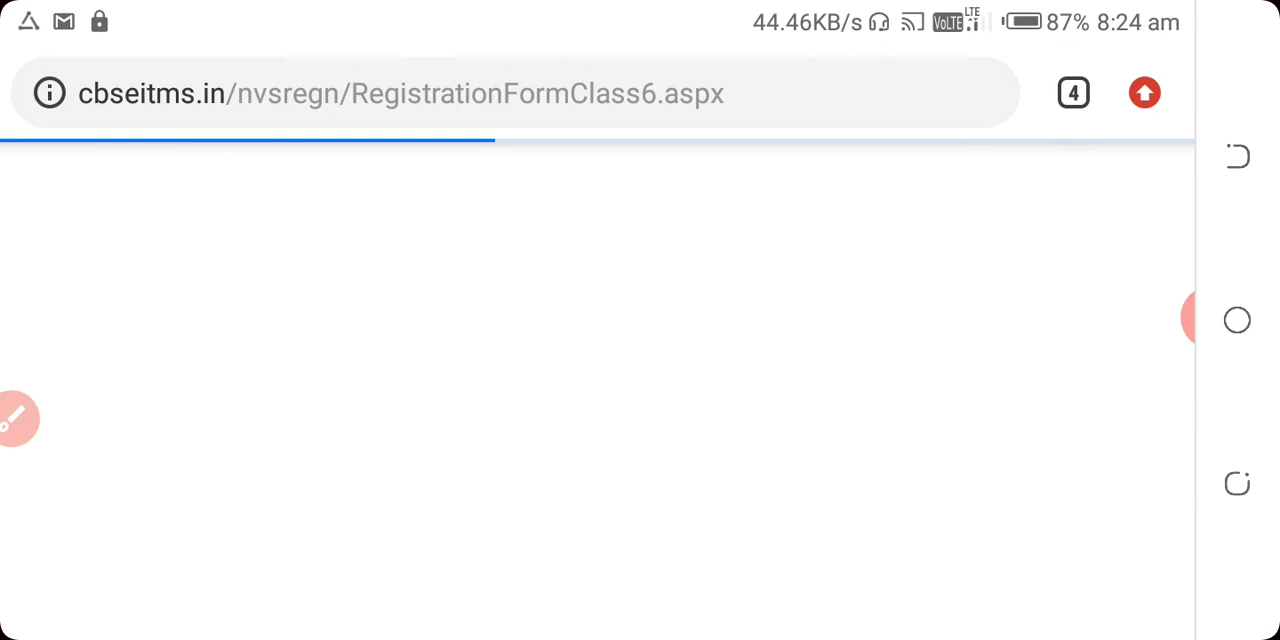 44.46KB/s VoLTE LTE 87% 8:24 am
cbseitms.in/nvsregn/RegistrationFormClass6.aspx 4